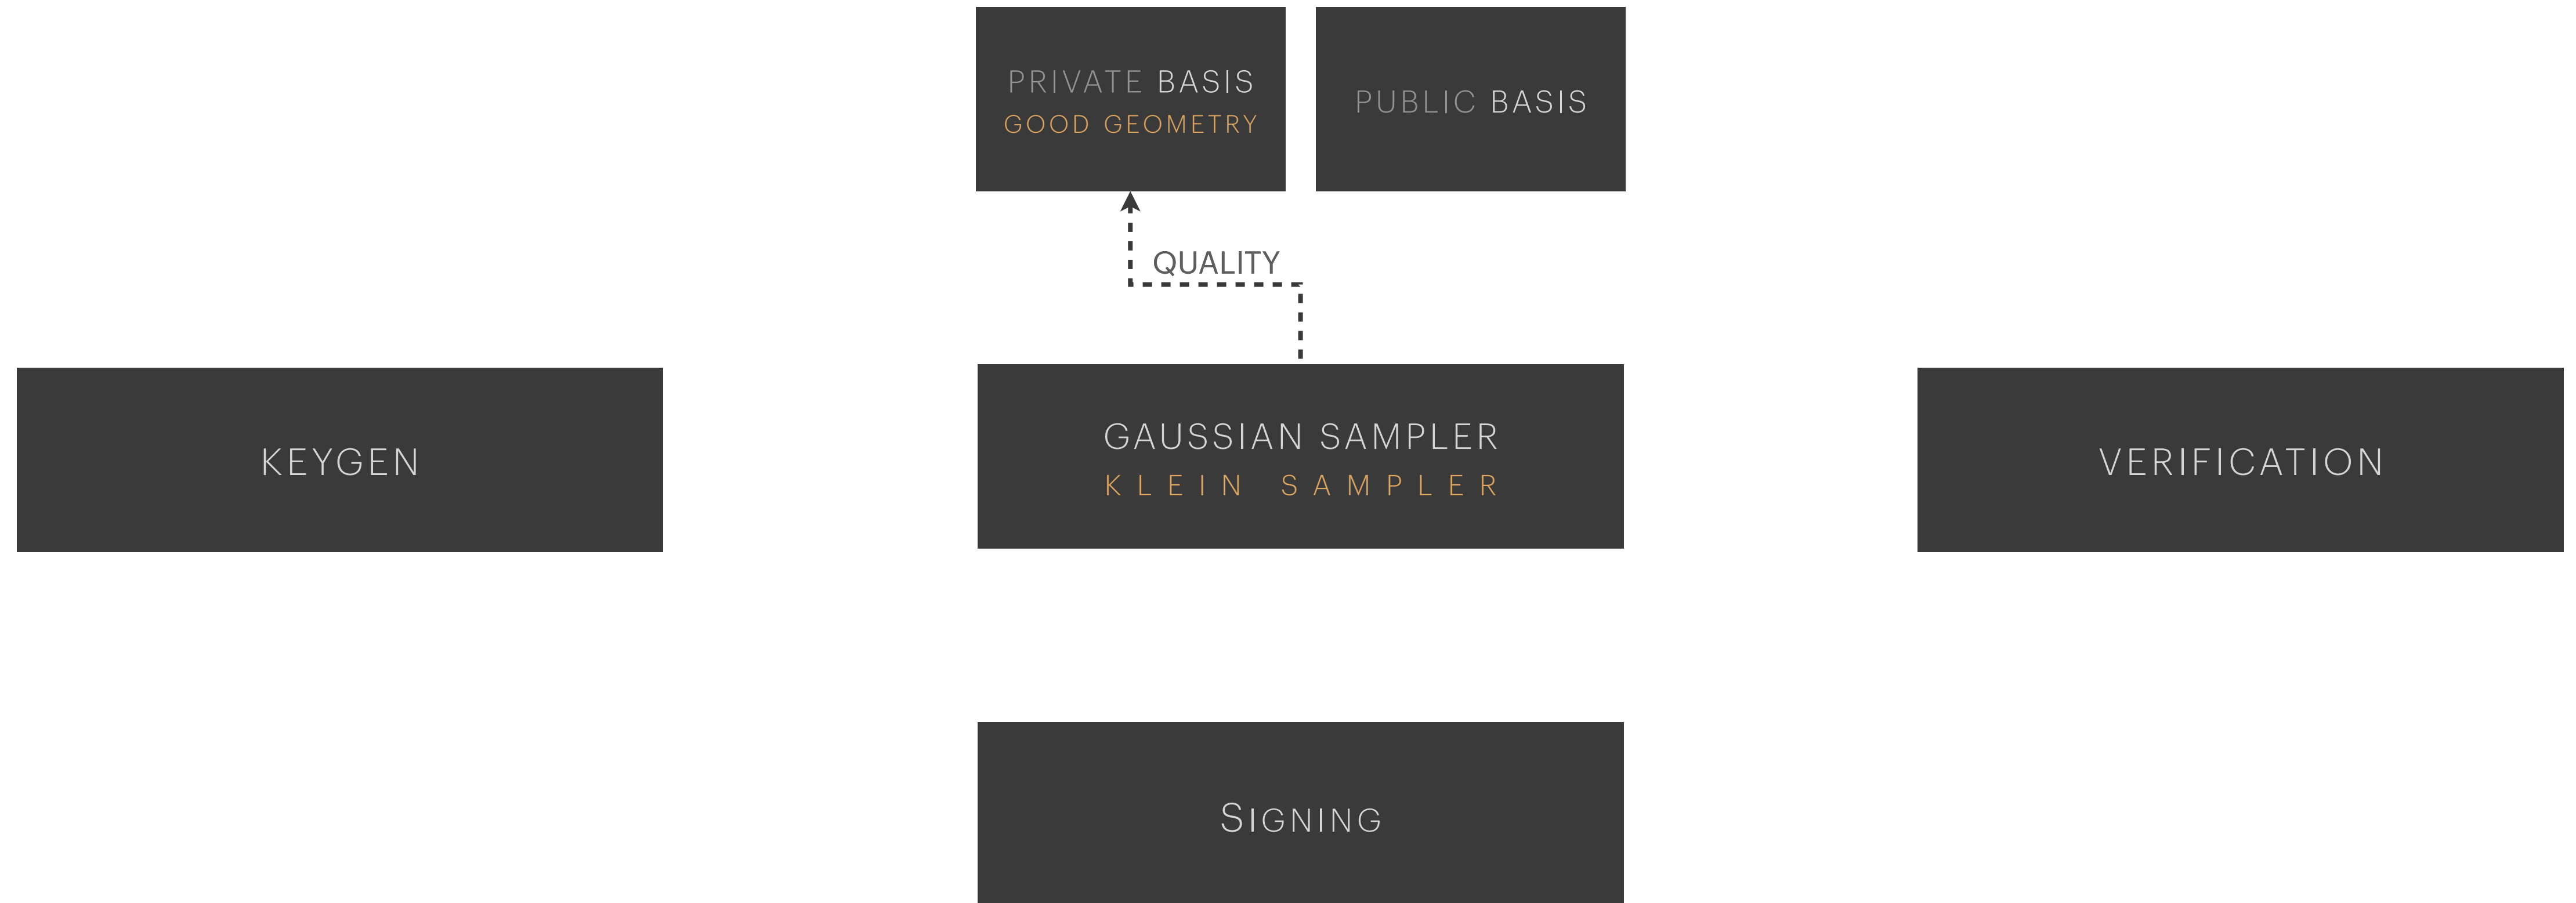 PRIVATE BASIS
GOOD GEOMETRY
PUBLIC BASIS
QUALITY
KEYGEN
GAUSSIAN SAMPLER
KLEIN SAMPLER
VERIFICATION
SIGNING